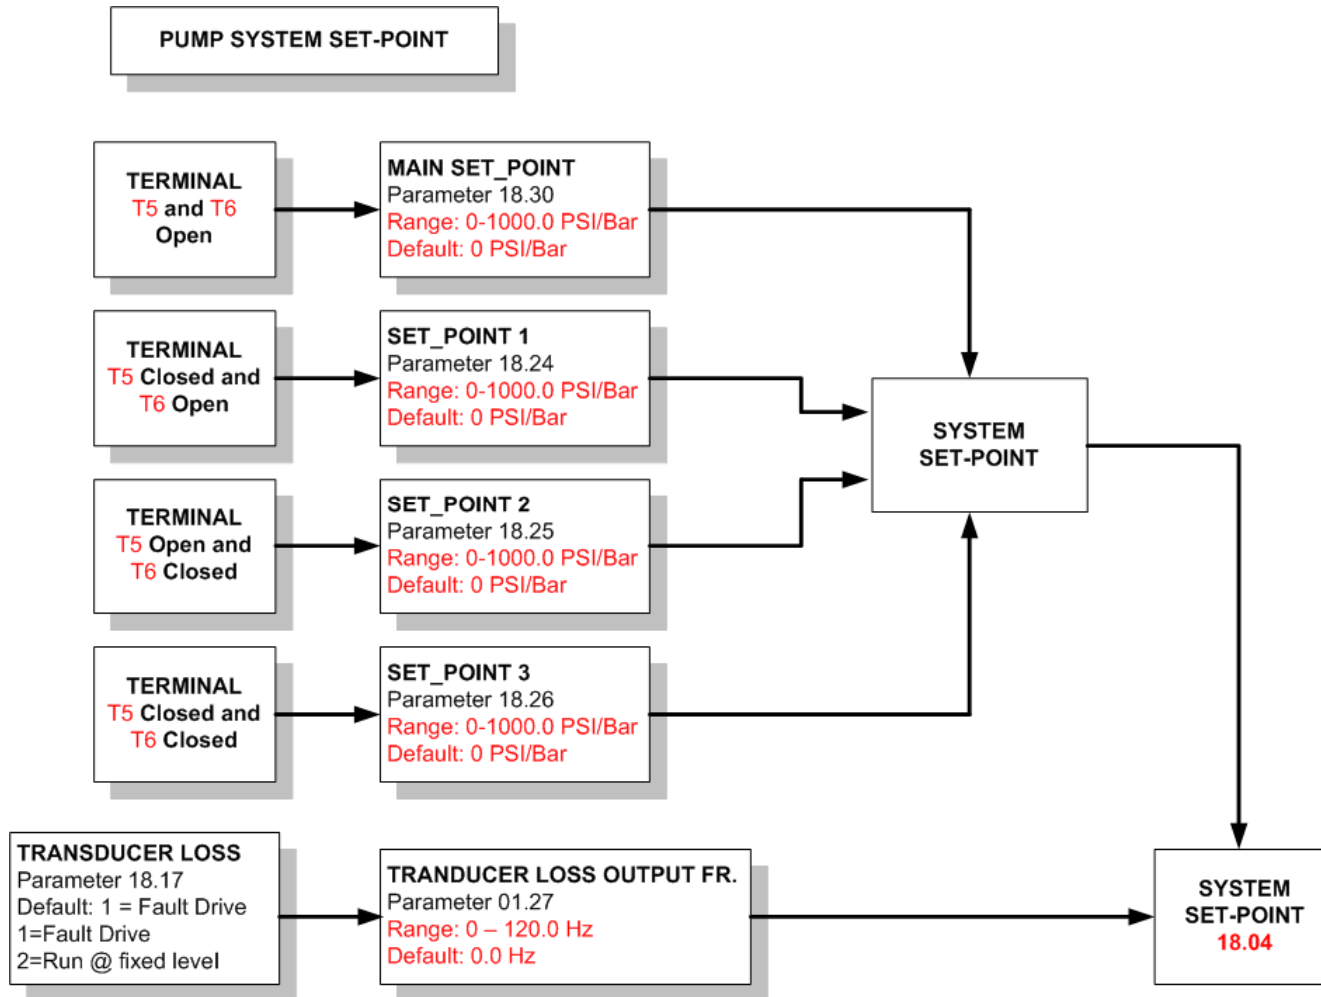 PUMP SYSTEM SET-POINT
TERMINAL
T5 and T6
Open
MAIN SET_POINT
Parameter 18.30
Range: 0-1000.0 PSI/Bar
Default: 0 PSI/Bar
TERMINAL
T5 Closed and
T6 Open
SET_POINT 1
Parameter 18.24
Range: 0-1000.0 PSI/Bar
Default: 0 PSI/Bar
SYSTEM
SET-POINT
TERMINAL
T5 Open and
T6 Closed
SET_POINT 2
Parameter 18.25
Range: 0-1000.0 PSI/Bar
Default: 0 PSI/Bar
TERMINAL
T5 Closed and
T6 Closed
SET_POINT 3
Parameter 18.26
Range: 0-1000.0 PSI/Bar
Default: 0 PSI/Bar
TRANSDUCER LOSS
Parameter 18.17
Default: 1 = Fault Drive
1=Fault Drive
2=Run @ fixed level
TRANDUCER LOSS OUTPUT FR.
Parameter 01.27
Range: 0 – 120.0 Hz
Default: 0.0 Hz
SYSTEM
SET-POINT
18.04